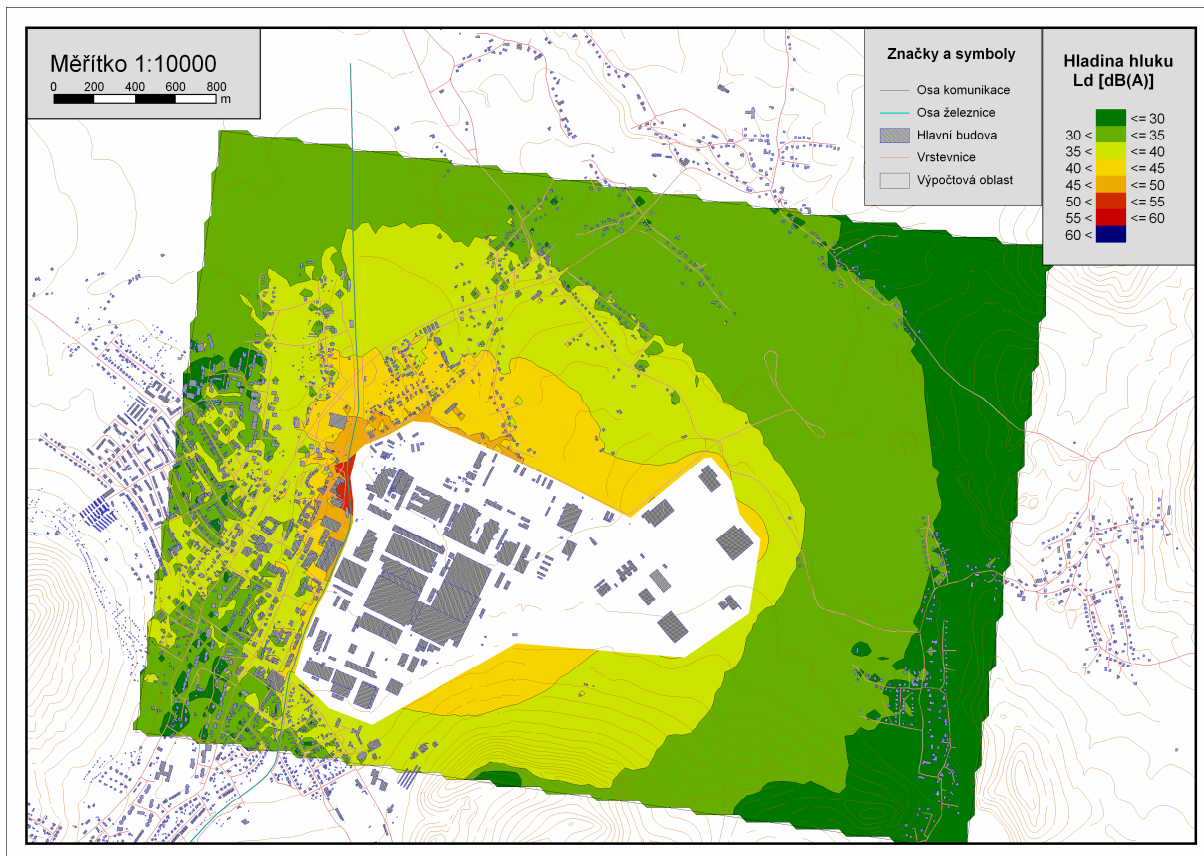 Měřítko 1:10000
0 200 400 600 800
m
Značky a symboly
Osa komunikace
Osa železnice
Hlavní budova
Vrstevnice
Výpočtová oblast
Hladina hluku
Ld [dB(A)]
<= 30
30 < <= 35
35 < <= 40
40 < <= 45
45 < <= 50
50 < <= 55
55 < <= 60
60 <